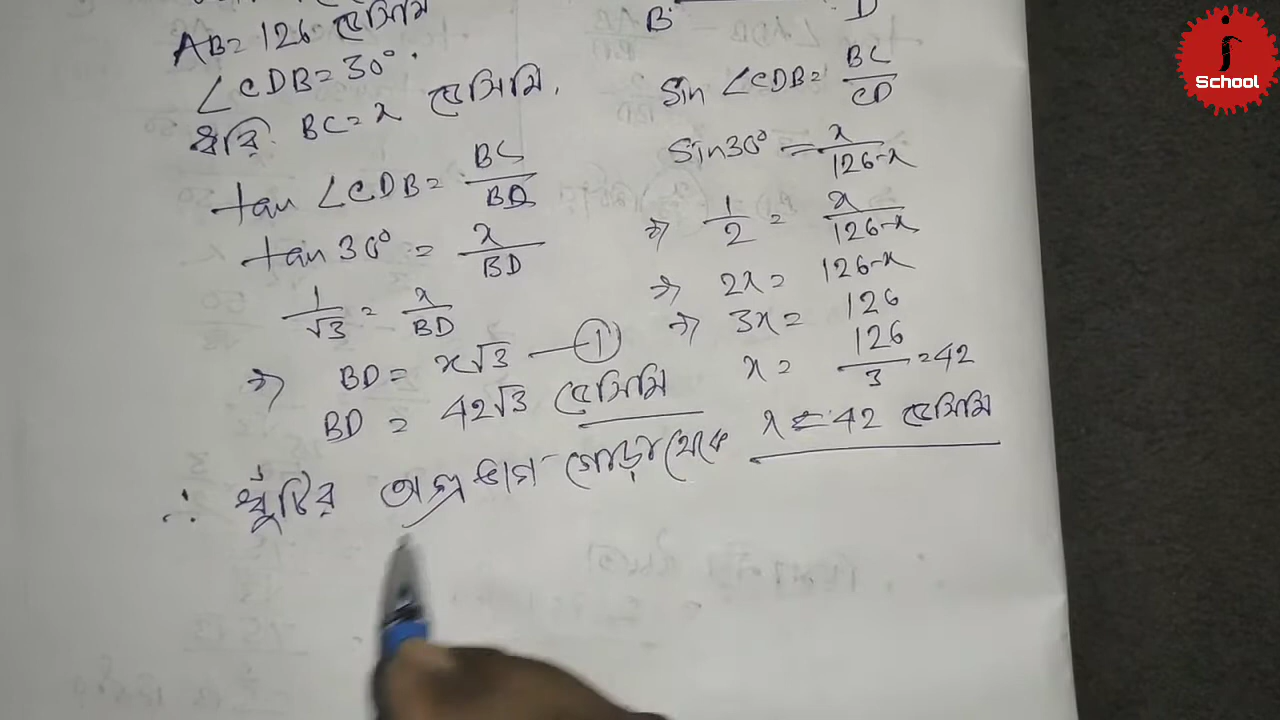 AB = 126 ডেসিমি
∠CDB = 30°.
ধরি BC = x ডেসিমি.
tan ∠CDB = BC/BD
tan 30° = x/BD
1/√3 = x/BD
⇒ BD = x√3 — ①
BD = 42√3 ডেসিমি
B D
sin ∠CDB = BC/CD
sin 30° = x/126-x
⇒ 1/2 = x/126-x
⇒ 2x = 126-x
⇒ 3x = 126
x = 126/3 = 42
x = 42 ডেসিমি
∴ খুঁটির অগ্রভাগ গোড়া থেকে
School